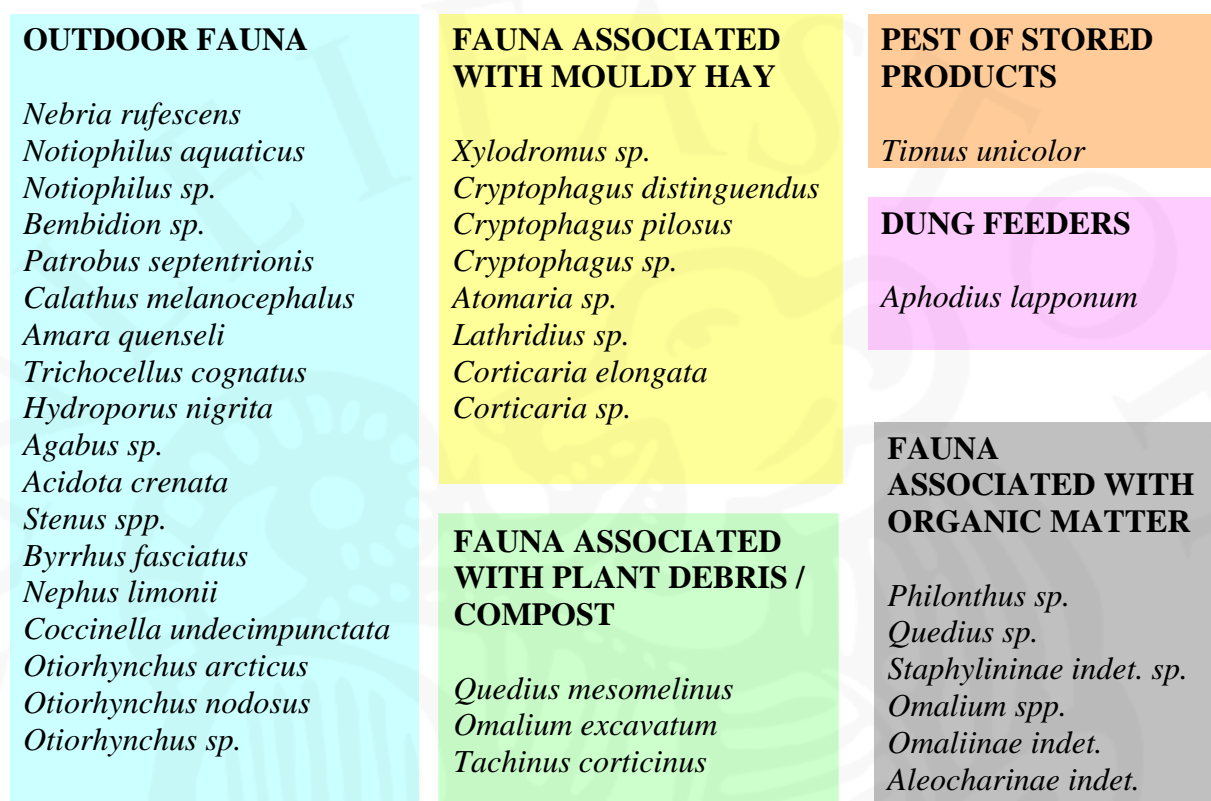 OUTDOOR FAUNA
Nebria rufescens
Notiophilus aquaticus
Notiophilus sp.
Bembidion sp.
Patrobus septentrionis
Calathus melanocephalus
Amara quenseli
Trichocellus cognatus
Hydroporus nigrita
Agabus sp.
Acidota crenata
Stenus spp.
Byrrhus fasciatus
Nephus limonii
Coccinella undecimpunctata
Otiorhynchus arcticus
Otiorhynchus nodosus
Otiorhynchus sp.
FAUNA ASSOCIATED
WITH MOULDY HAY
Xylodromus sp.
Cryptophagus distinguendus
Cryptophagus pilosus
Cryptophagus sp.
Atomaria sp.
Lathridius sp.
Corticaria elongata
Corticaria sp.
FAUNA ASSOCIATED
WITH PLANT DEBRIS /
COMPOST
Quedius mesomelinus
Omalium excavatum
Tachinus corticinus
PEST OF STORED
PRODUCTS
Tipnus unicolor
DUNG FEEDERS
Aphodius lapponum
FAUNA
ASSOCIATED WITH
ORGANIC MATTER
Philonthus sp.
Quedius sp.
Staphylininae indet. sp.
Omalium spp.
Omaliinae indet.
Aleocharinae indet.